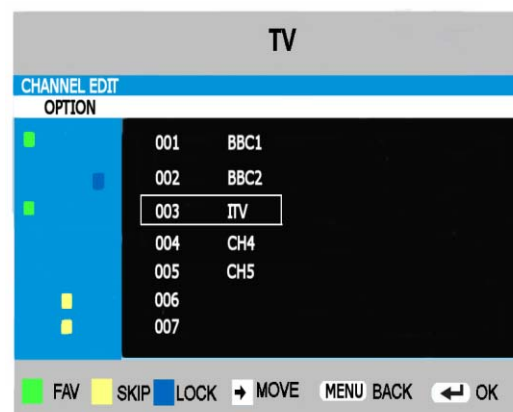 TV
CHANNEL EDIT
OPTION
001 BBC1
002 BBC2
003 ITV
004 CH4
005 CH5
006
007
FAV SKIP LOCK MOVE MENU BACK OK